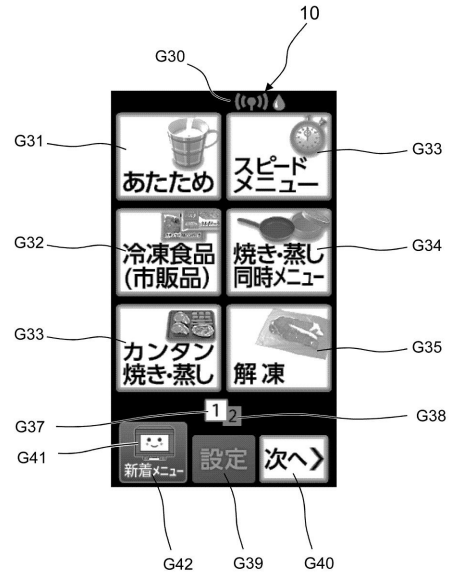 10
G30
G31
あたため
スピード
メニュー
G33
G32
冷凍食品
(市販品)
焼き・蒸し
同時メニュー
G34
G33
カンタン
焼き・蒸し
解凍
G35
G37
1
2
G38
G41
新着メニュー
設定
次へ❯
G42
G39
G40